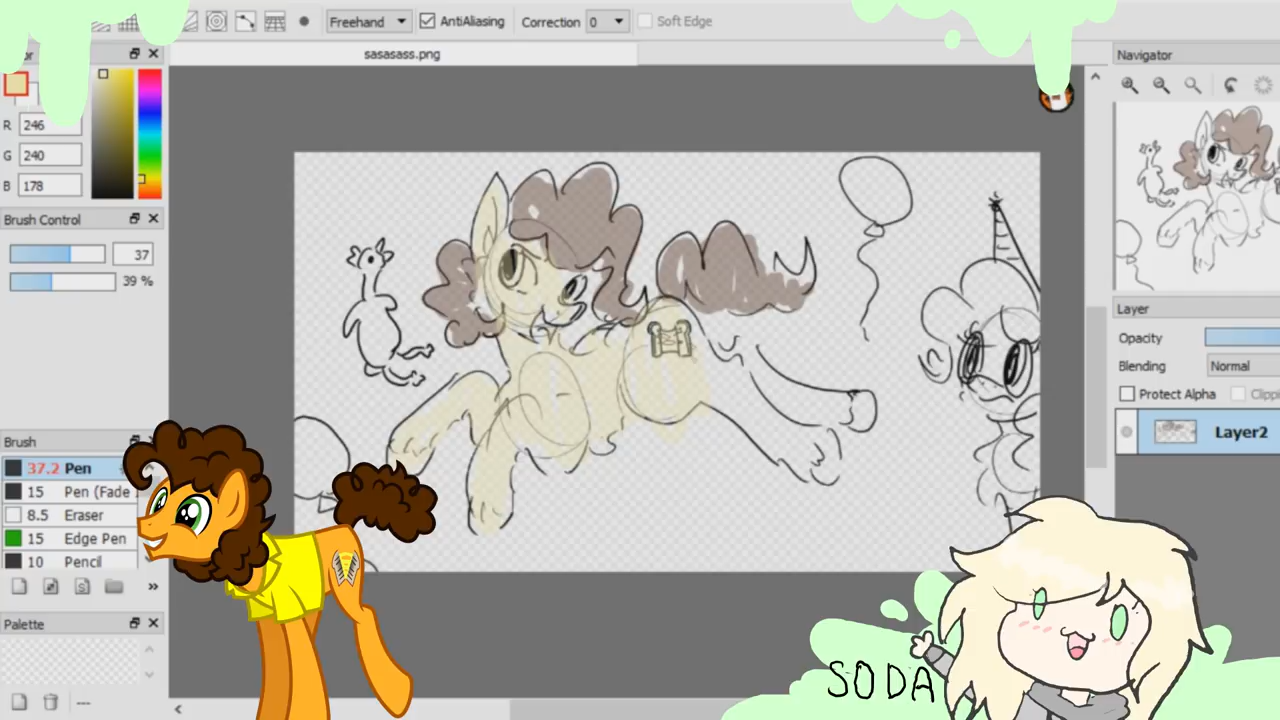 Freehand AntiAliasing Correction 0 Soft Edge
sasasass.png
Navigator
R 246
G 240
B 178
Brush Control
37
39 %
Layer
Opacity
Blending Normal
Protect Alpha
Layer2
Brush
37.2 Pen
15 Pen (Fade
8.5 Eraser
15 Edge Pen
10 Pencil
Palette
SODA